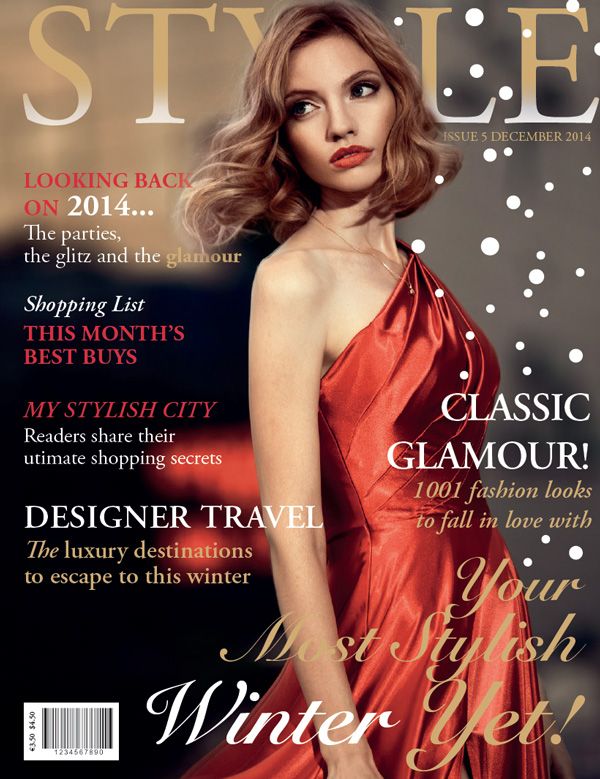 STYLE
ISSUE 5 DECEMBER 2014
LOOKING BACK
ON 2014...
The parties,
the glitz and the glamour
Shopping List
THIS MONTH'S
BEST BUYS
MY STYLISH CITY
Readers share their
utimate shopping secrets
DESIGNER TRAVEL
The luxury destinations
to escape to this winter
CLASSIC
GLAMOUR!
1001 fashion looks
to fall in love with
Your
Most Stylish
Winter Yet!
€3.50 $4.50
1234567890